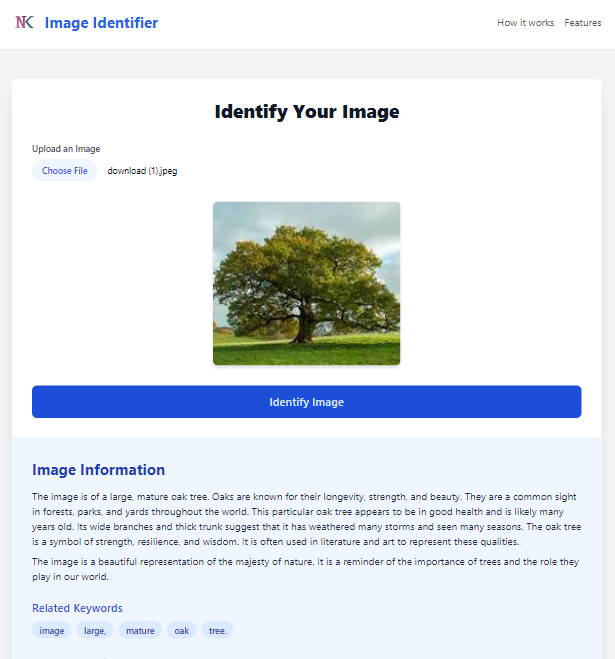 NK Image Identifier
How it works Features
Identify Your Image
Upload an Image
Choose File download (1).jpeg
Identify Image
Image Information
The image is of a large, mature oak tree. Oaks are known for their longevity, strength, and beauty. They are a common sight
in forests, parks, and yards throughout the world. This particular oak tree appears to be in good health and is likely many
years old. Its wide branches and thick trunk suggest that it has weathered many storms and seen many seasons. The oak tree
is a symbol of strength, resilience, and wisdom. It is often used in literature and art to represent these qualities.
The image is a beautiful representation of the majesty of nature. It is a reminder of the importance of trees and the role they
play in our world.
Related Keywords
image large, mature oak tree.